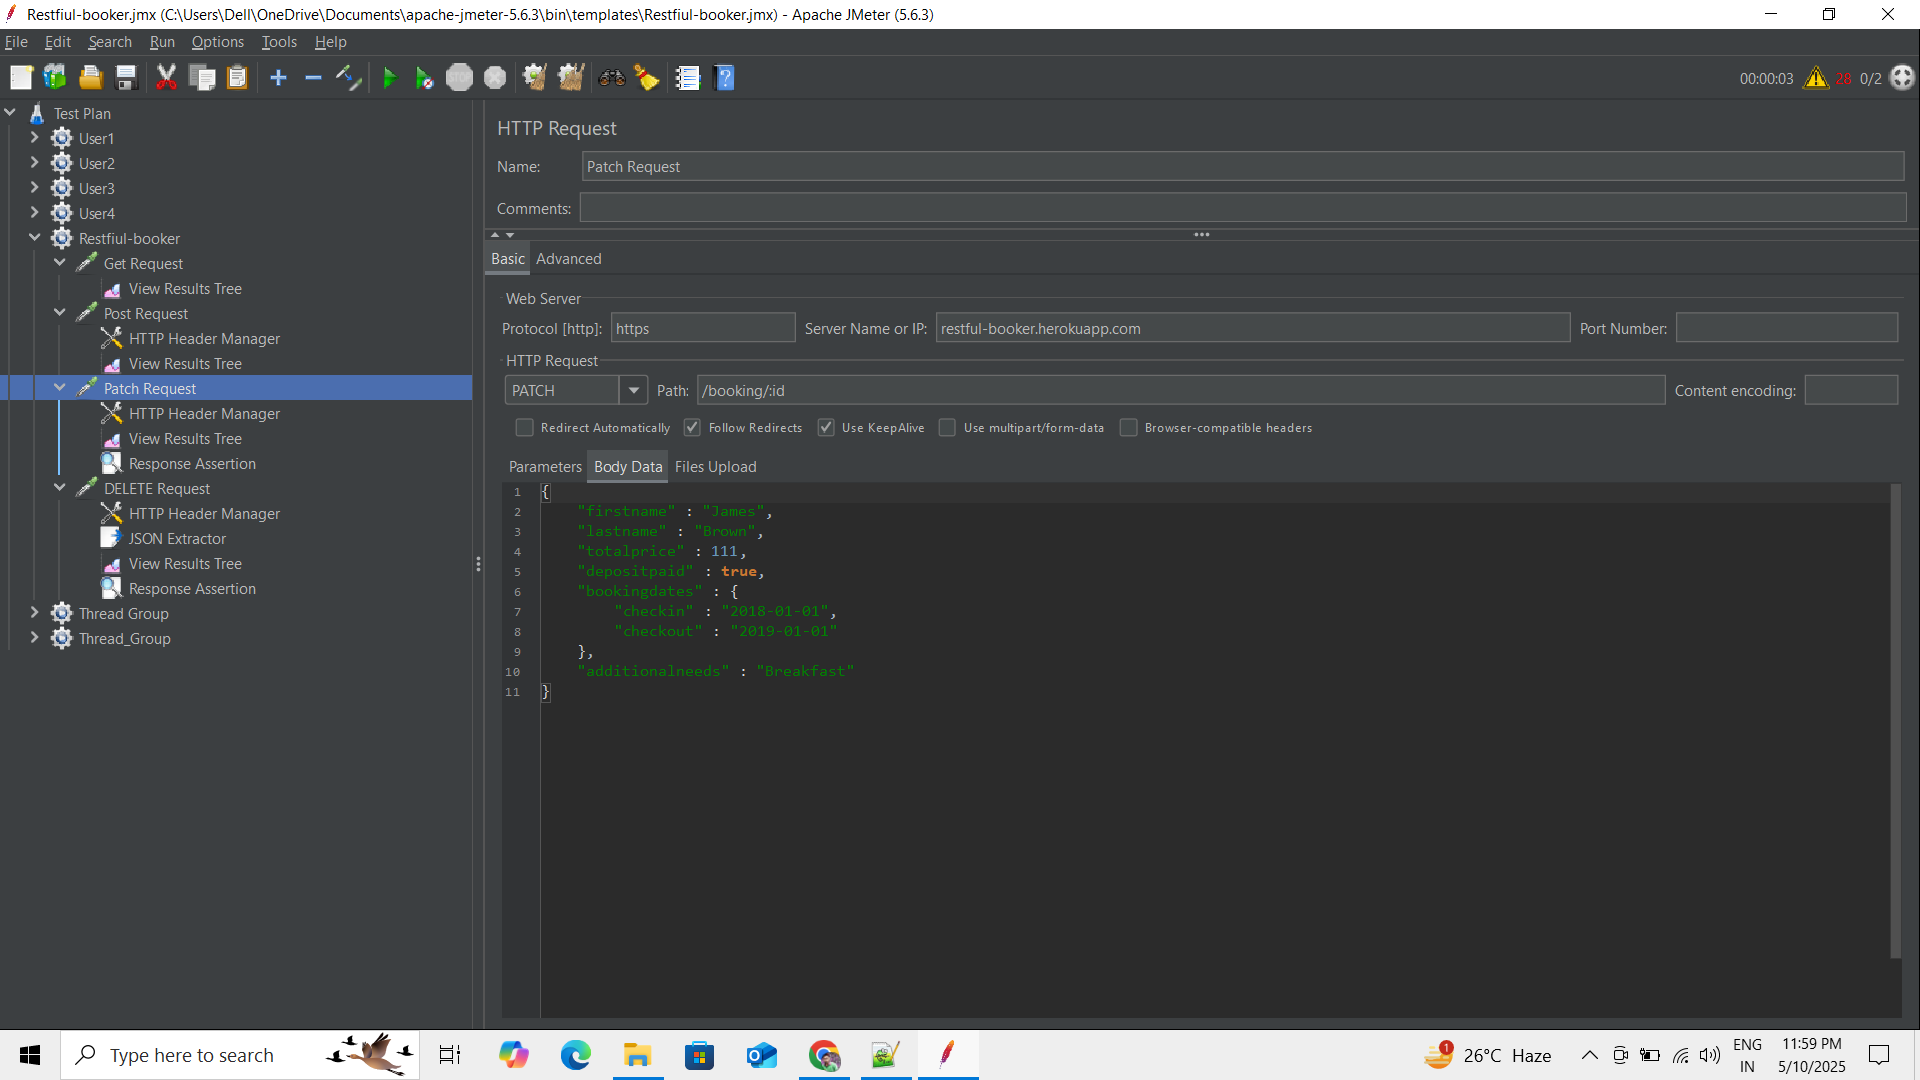 Restfiul-booker.jmx (C:\Users\Dell\OneDrive\Documents\apache-jmeter-5.6.3\bin\templates\Restfiul-booker.jmx) - Apache JMeter (5.6.3)
File Edit Search Run Options Tools Help
STOP
00:00:03 28 0/2
Test Plan
User1
User2
User3
User4
Restfiul-booker
Get Request
View Results Tree
Post Request
HTTP Header Manager
View Results Tree
Patch Request
HTTP Header Manager
View Results Tree
Response Assertion
DELETE Request
HTTP Header Manager
JSON Extractor
View Results Tree
Response Assertion
Thread Group
Thread_Group
HTTP Request
Name: Patch Request
Comments:
Basic Advanced
Web Server
Protocol [http]: https Server Name or IP: restful-booker.herokuapp.com Port Number:
HTTP Request
PATCH Path: /booking/:id Content encoding:
Redirect Automatically Follow Redirects Use KeepAlive Use multipart/form-data Browser-compatible headers
Parameters Body Data Files Upload
1 {
2 "firstname" : "James",
3 "lastname" : "Brown",
4 "totalprice" : 111,
5 "depositpaid" : true,
6 "bookingdates" : {
7 "checkin" : "2018-01-01",
8 "checkout" : "2019-01-01"
9 },
10 "additionalneeds" : "Breakfast"
11 }
Type here to search
1 26°C Haze
ENG
IN
11:59 PM
5/10/2025